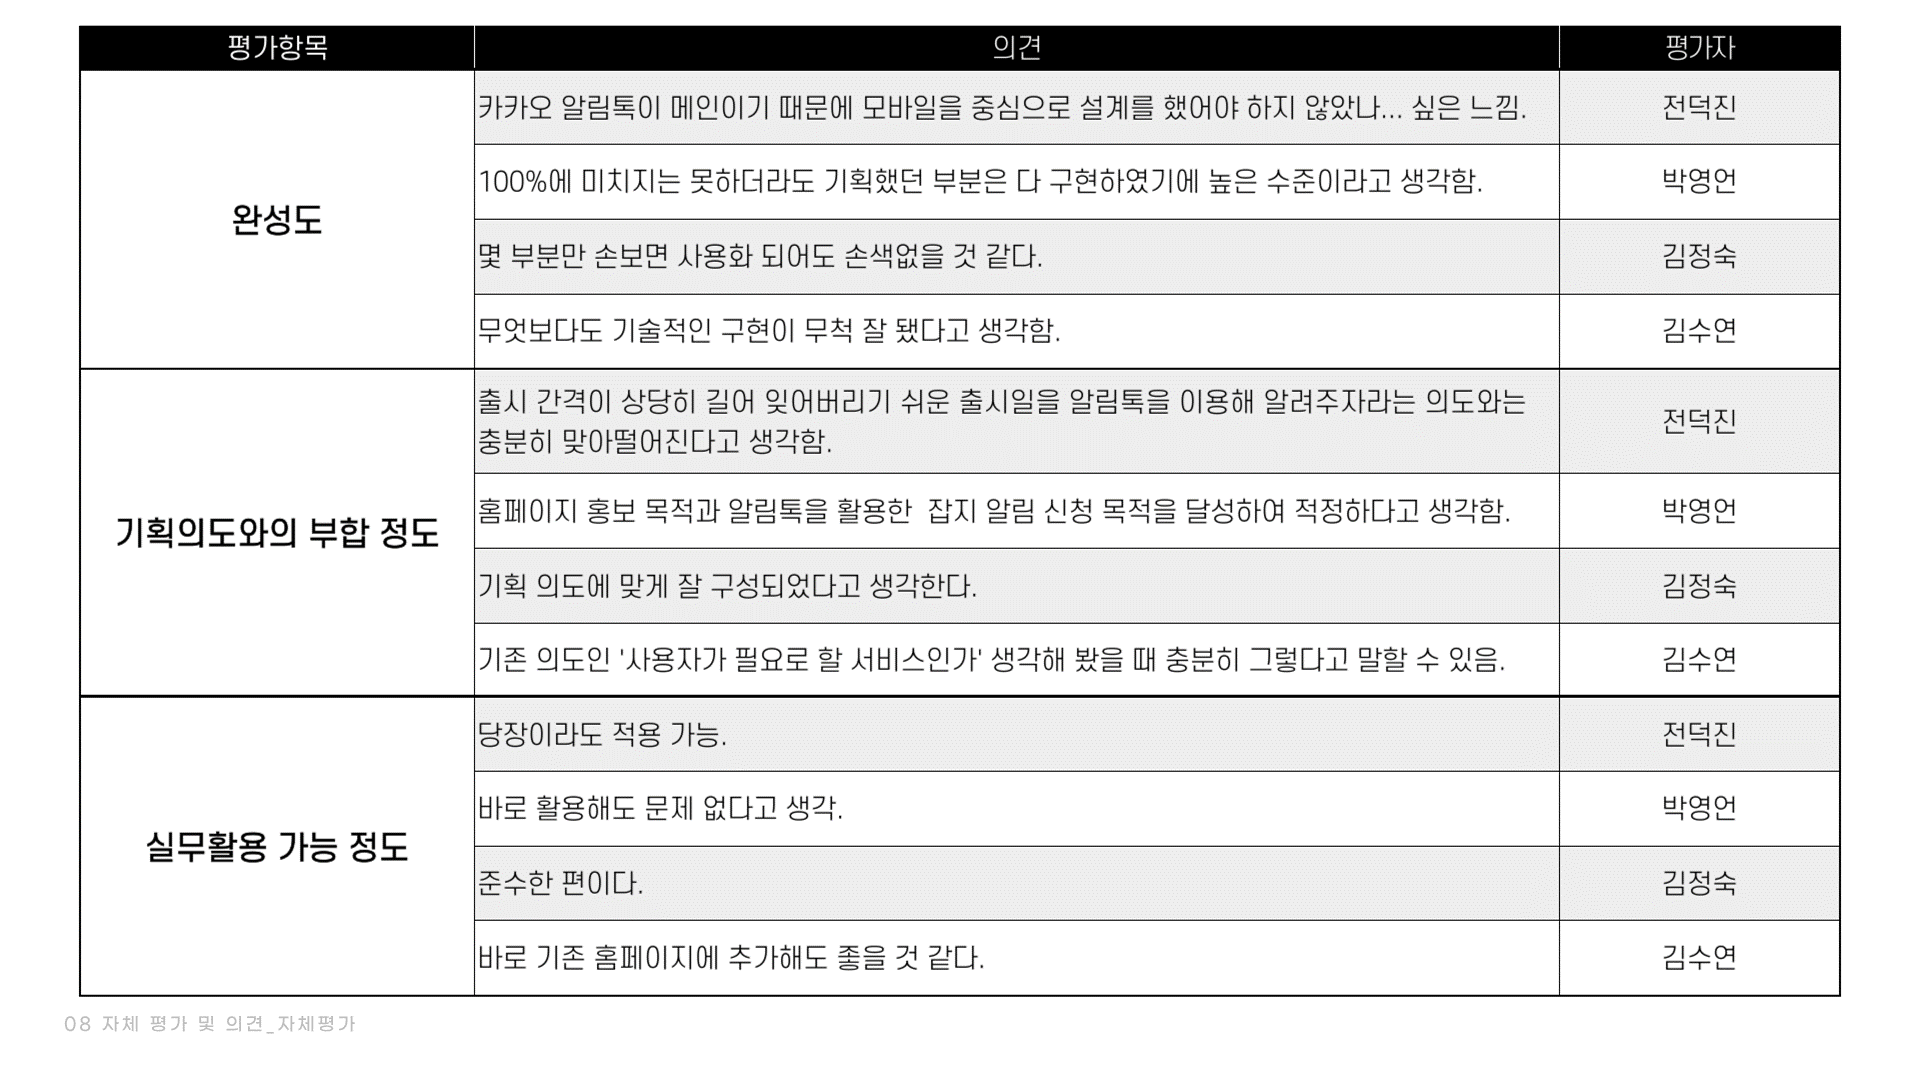 평가항목 의견 평가자
완성도
카카오 알림톡이 메인이기 때문에 모바일을 중심으로 설계를 했어야 하지 않았나... 싶은 느낌. 전덕진
100%에 미치지는 못하더라도 기획했던 부분은 다 구현하였기에 높은 수준이라고 생각함. 박영언
몇 부분만 손보면 사용화 되어도 손색없을 것 같다. 김정숙
무엇보다도 기술적인 구현이 무척 잘 됐다고 생각함. 김수연
기획의도와의 부합 정도
출시 간격이 상당히 길어 잊어버리기 쉬운 출시일을 알림톡을 이용해 알려주자라는 의도와는
충분히 맞아떨어진다고 생각함. 전덕진
홈페이지 홍보 목적과 알림톡을 활용한  잡지 알림 신청 목적을 달성하여 적정하다고 생각함. 박영언
기획 의도에 맞게 잘 구성되었다고 생각한다. 김정숙
기존 의도인 '사용자가 필요로 할 서비스인가' 생각해 봤을 때 충분히 그렇다고 말할 수 있음. 김수연
실무활용 가능 정도
당장이라도 적용 가능. 전덕진
바로 활용해도 문제 없다고 생각. 박영언
준수한 편이다. 김정숙
바로 기존 홈페이지에 추가해도 좋을 것 같다. 김수연
08 자체 평가 및 의견_자체평가